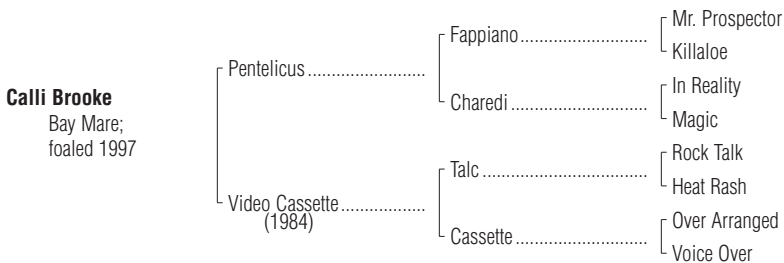 Mr. Prospector
Fappiano
Killaloe
Pentelicus
In Reality
Charedi
Magic
Calli Brooke
Bay Mare;
foaled 1997
Rock Talk
Talc
Heat Rash
Video Cassette
(1984)
Over Arranged
Cassette
Voice Over